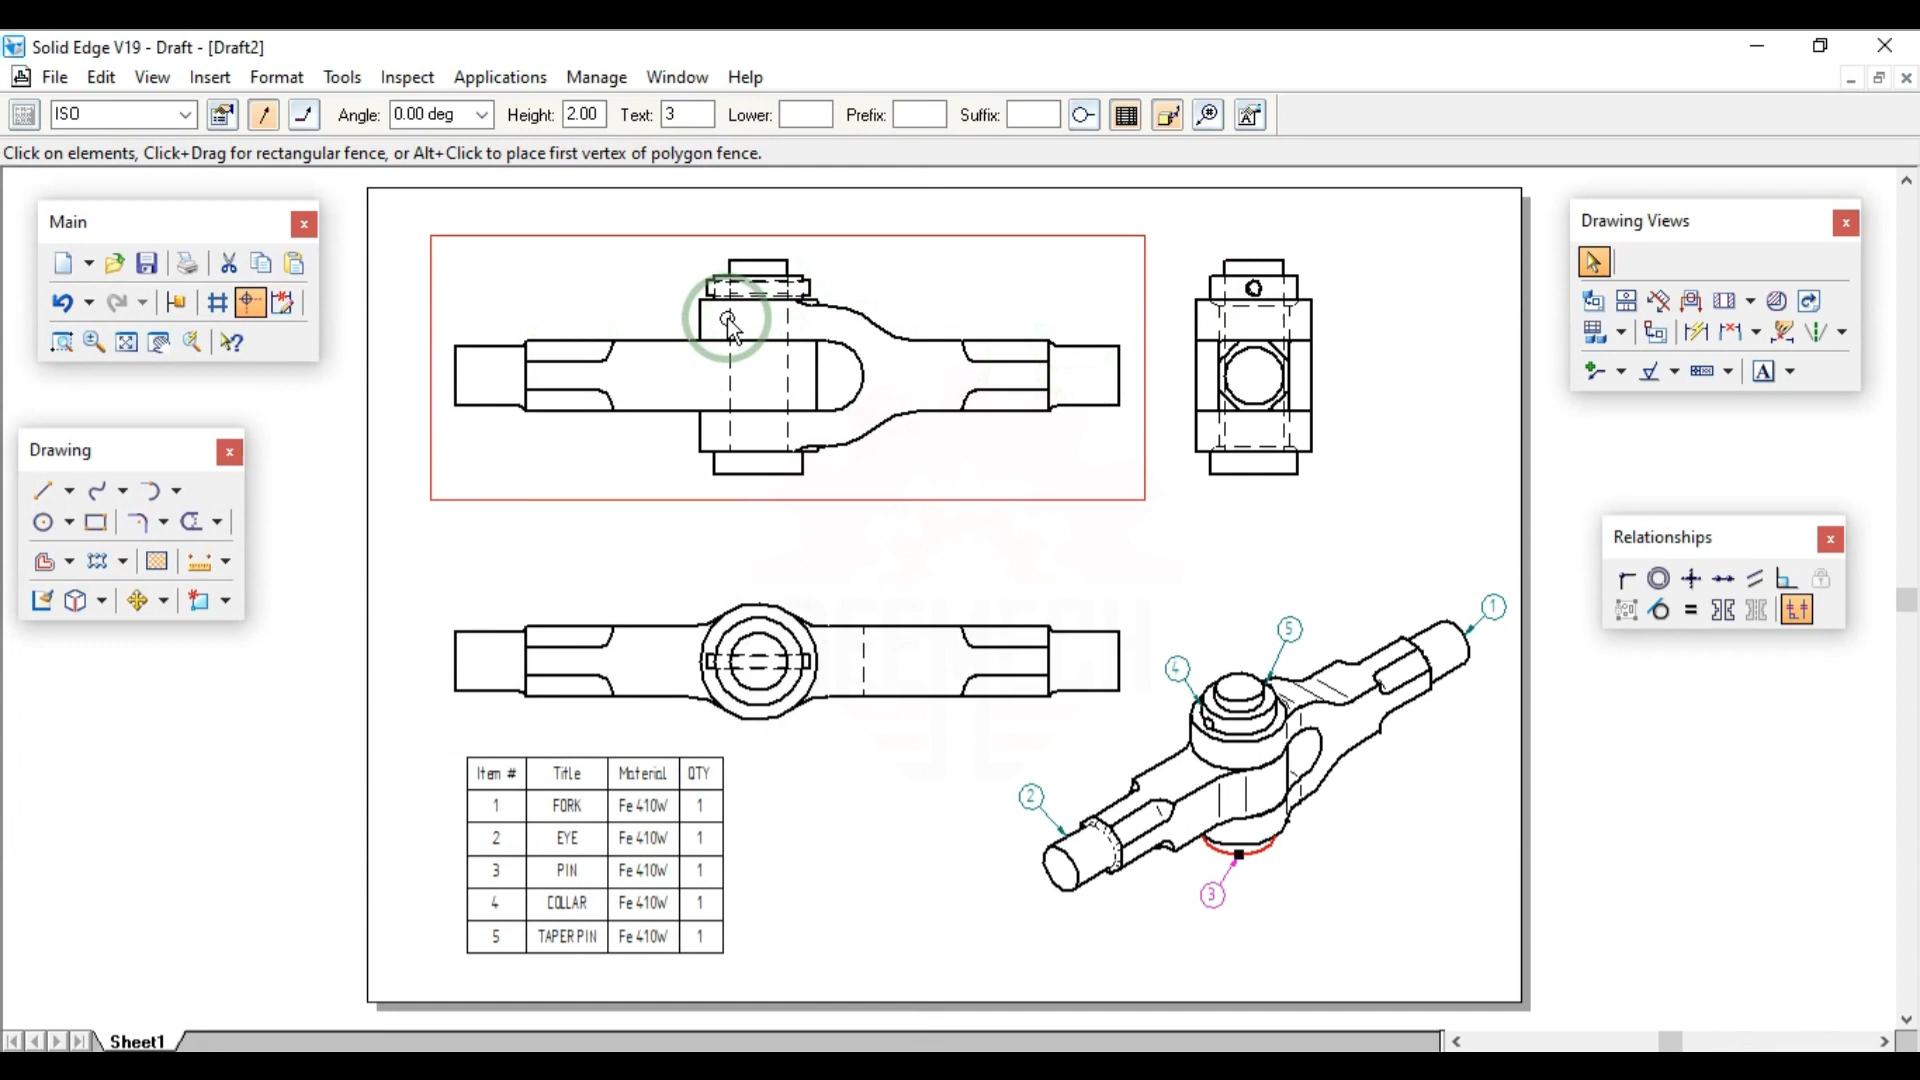 Solid Edge V19 - Draft - [Draft2]
File Edit View Insert Format Tools Inspect Applications Manage Window Help
ISO Angle: 0.00 deg Height: 2.00 Text: 3 Lower: Prefix: Suffix:
Click on elements, Click+Drag for rectangular fence, or Alt+Click to place first vertex of polygon fence.
Main
Drawing Views
Drawing
Relationships
A
1
5
4
2
3
Item # Title Material QTY
1 FORK Fe 410W 1
2 EYE Fe 410W 1
3 PIN Fe 410W 1
4 COLLAR Fe 410W 1
5 TAPER PIN Fe 410W 1
Sheet1